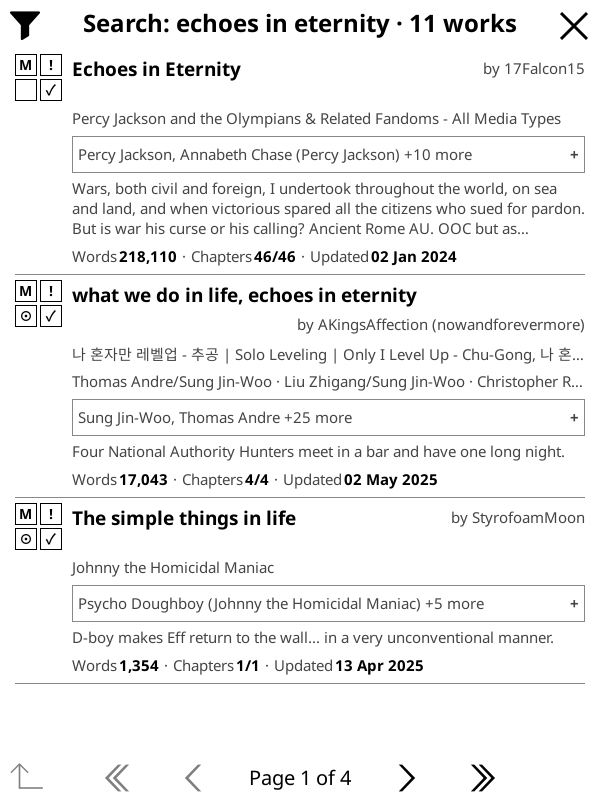 Search: echoes in eternity · 11 works
M !
✓
Echoes in Eternity
by 17Falcon15
Percy Jackson and the Olympians & Related Fandoms - All Media Types
Percy Jackson, Annabeth Chase (Percy Jackson) +10 more +
Wars, both civil and foreign, I undertook throughout the world, on sea
and land, and when victorious spared all the citizens who sued for pardon.
But is war his curse or his calling? Ancient Rome AU. OOC but as...
Words 218,110 · Chapters 46/46 · Updated 02 Jan 2024
M !
⊙ ✓
what we do in life, echoes in eternity
by AKingsAffection (nowandforevermore)
나 혼자만 레벨업 - 추공 | Solo Leveling | Only I Level Up - Chu-Gong, 나 혼...
Thomas Andre/Sung Jin-Woo · Liu Zhigang/Sung Jin-Woo · Christopher R...
Sung Jin-Woo, Thomas Andre +25 more +
Four National Authority Hunters meet in a bar and have one long night.
Words 17,043 · Chapters 4/4 · Updated 02 May 2025
M !
⊙ ✓
The simple things in life
by StyrofoamMoon
Johnny the Homicidal Maniac
Psycho Doughboy (Johnny the Homicidal Maniac) +5 more +
D-boy makes Eff return to the wall... in a very unconventional manner.
Words 1,354 · Chapters 1/1 · Updated 13 Apr 2025
Page 1 of 4